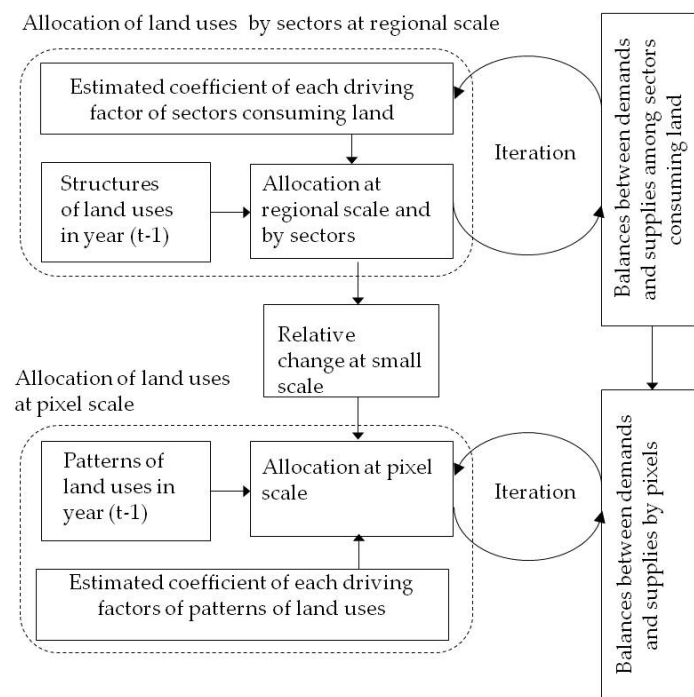 Allocation of land uses by sectors at regional scale
Estimated coefficient of each driving
factor of sectors consuming land
Structures
of land uses
in year (t-1)
Allocation at
regional scale and
by sectors
Iteration
Balances between demands
and supplies among sectors
consuming land
Relative
change at small
scale
Allocation of land uses
at pixel scale
Patterns of
land uses in
year (t-1)
Allocation at pixel
scale
Iteration
Balances between demands
and supplies by pixels
Estimated coefficient of each driving
factors of patterns of land uses